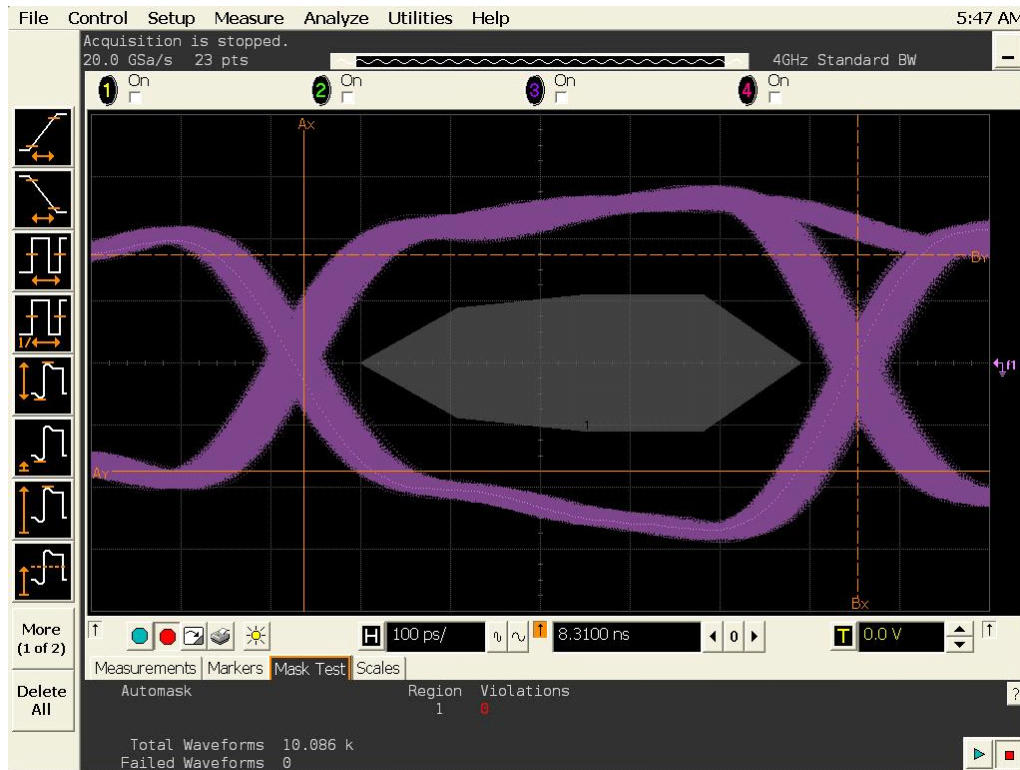 File Control Setup Measure Analyze Utilities Help 5:47 AM
Acquisition is stopped.
20.0 GSa/s 23 pts 4GHz Standard BW
1 On 2 On 3 On 4 On
Ax
BY
f1
1
AY
Bx
1/
More
(1 of 2)
Delete
All
H 100 ps/ 8.3100 ns 0 T 0.0 V
Measurements Markers Mask Test Scales
Automask Region Violations
1 0
Total Waveforms 10.086 k
Failed Waveforms 0
?